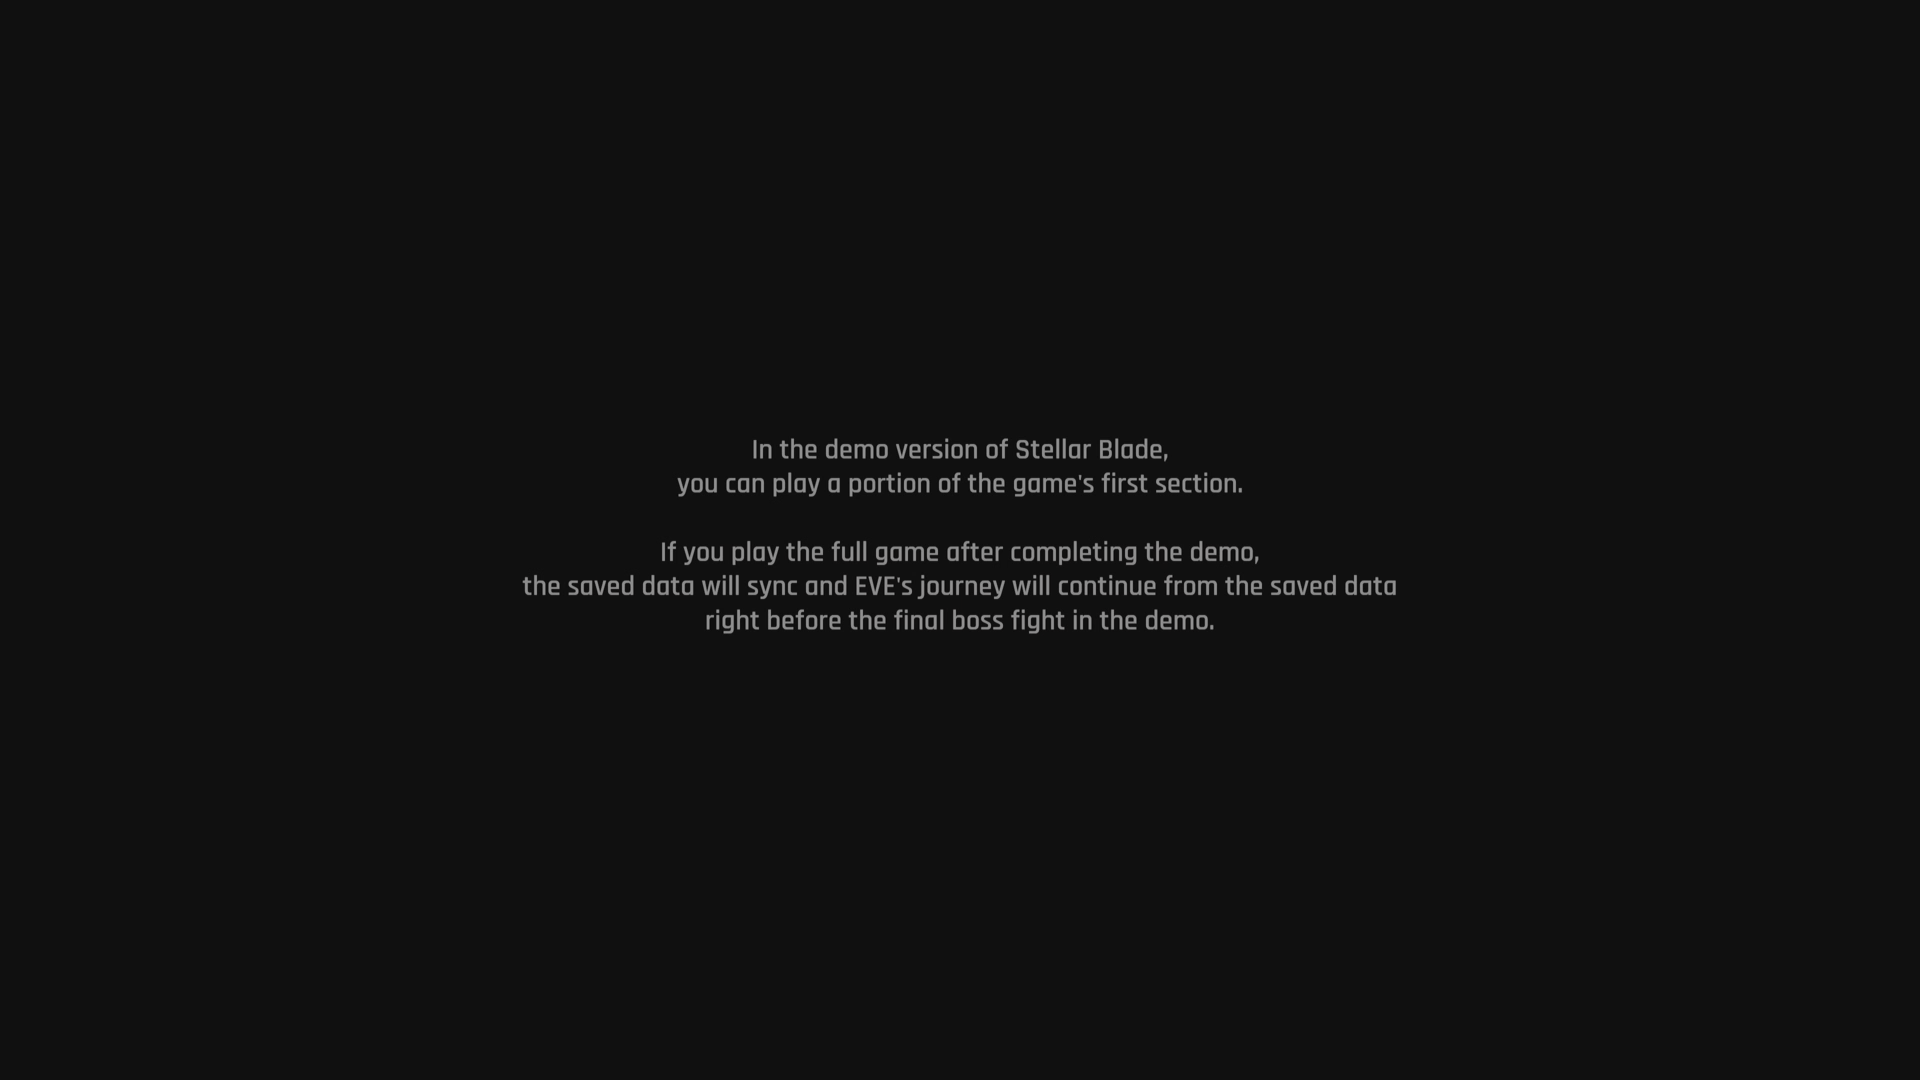 In the demo version of Stellar Blade,
you can play a portion of the game's first section.
If you play the full game after completing the demo,
the saved data will sync and EVE's journey will continue from the saved data
right before the final boss fight in the demo.